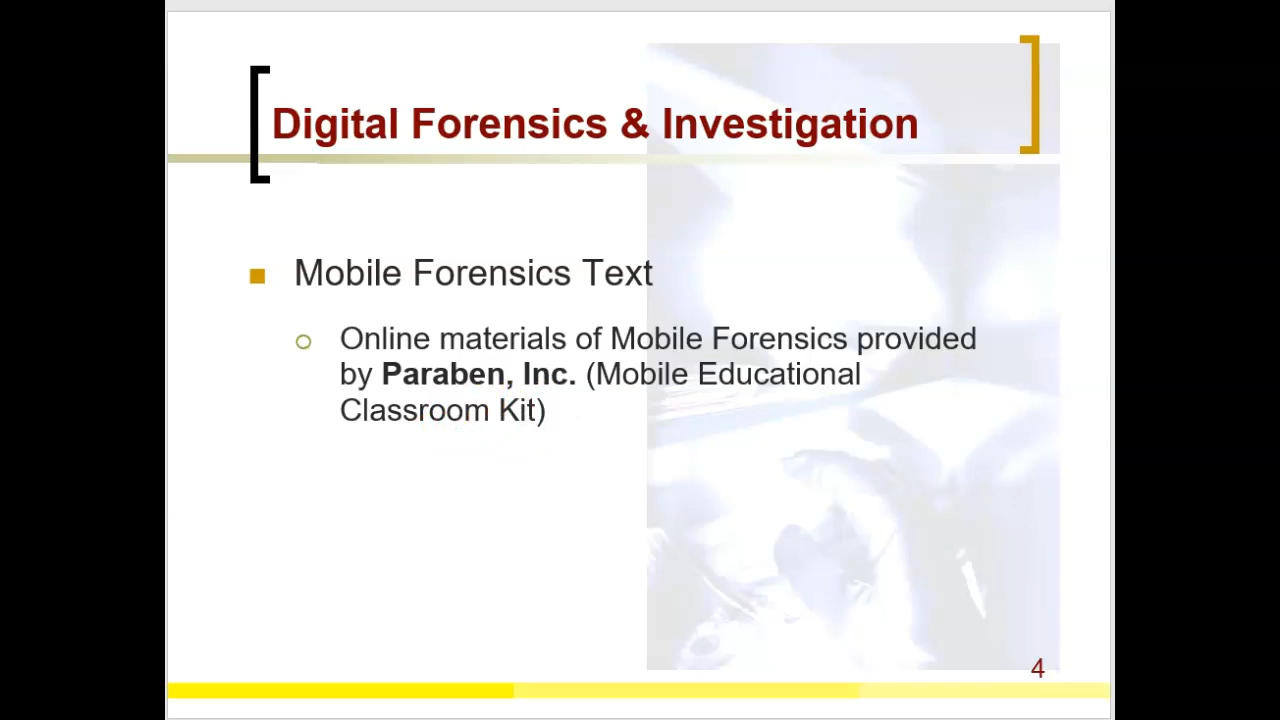 Digital Forensics & Investigation
Mobile Forensics Text
Online materials of Mobile Forensics provided
by Paraben, Inc. (Mobile Educational
Classroom Kit)
4